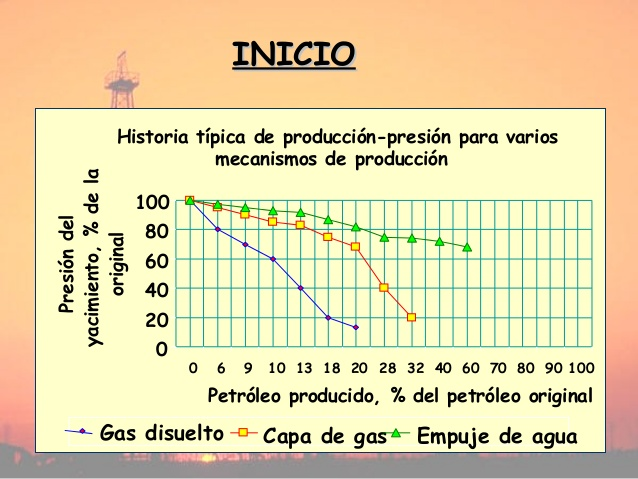 INICIO
Historia típica de producción-presión para varios
mecanismos de producción
Presión del
yacimiento, % de la
original
100
80
60
40
20
0
0 6 9 10 13 18 20 28 32 40 60 70 80 90 100
Petróleo producido, % del petróleo original
Gas disuelto Capa de gas Empuje de agua